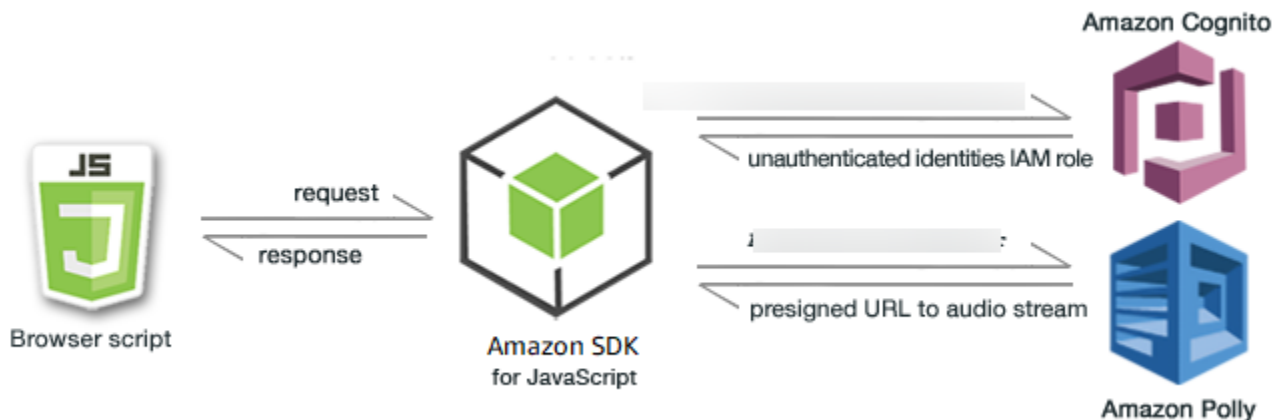 Amazon Cognito
JS
unauthenticated identities IAM role
request
response
presigned URL to audio stream
Browser script
Amazon SDK
for JavaScript
Amazon Polly